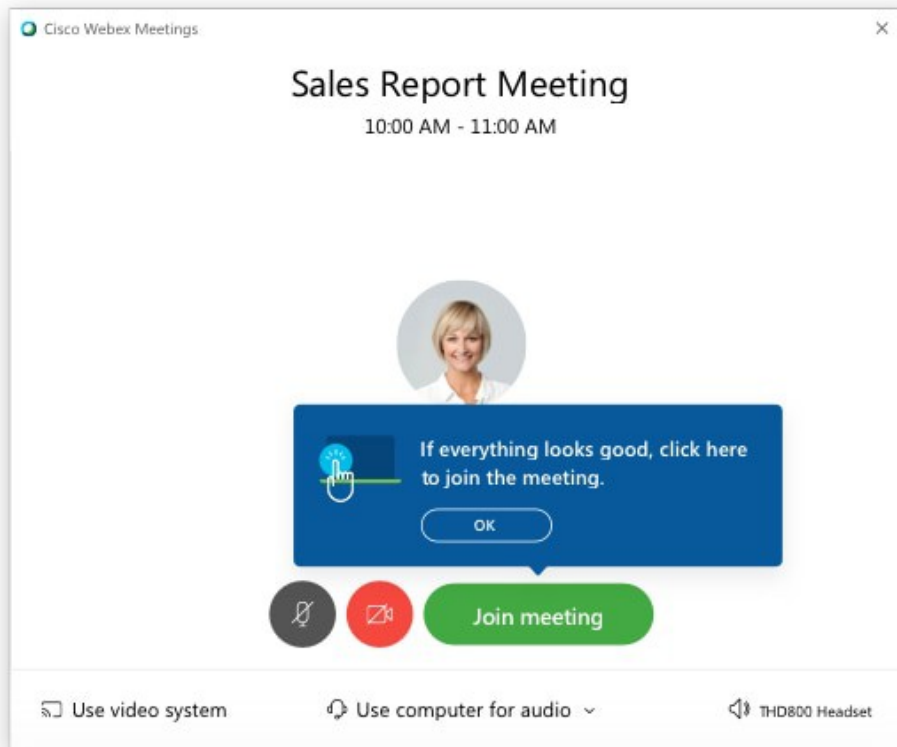 Cisco Webex Meetings
Sales Report Meeting
10:00 AM - 11:00 AM
If everything looks good, click here
to join the meeting.
OK
Join meeting
Use video system
Use computer for audio
THD800 Headset